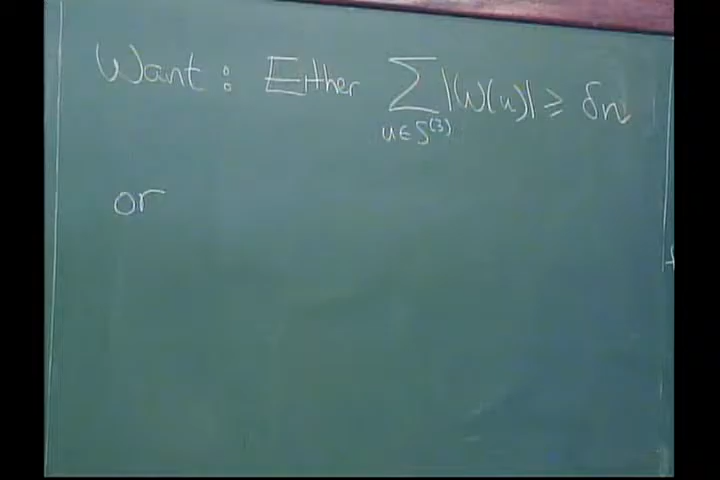 Want : Either ∑_{u∈S^{(3)}} |W(u)| ≥ δn
or